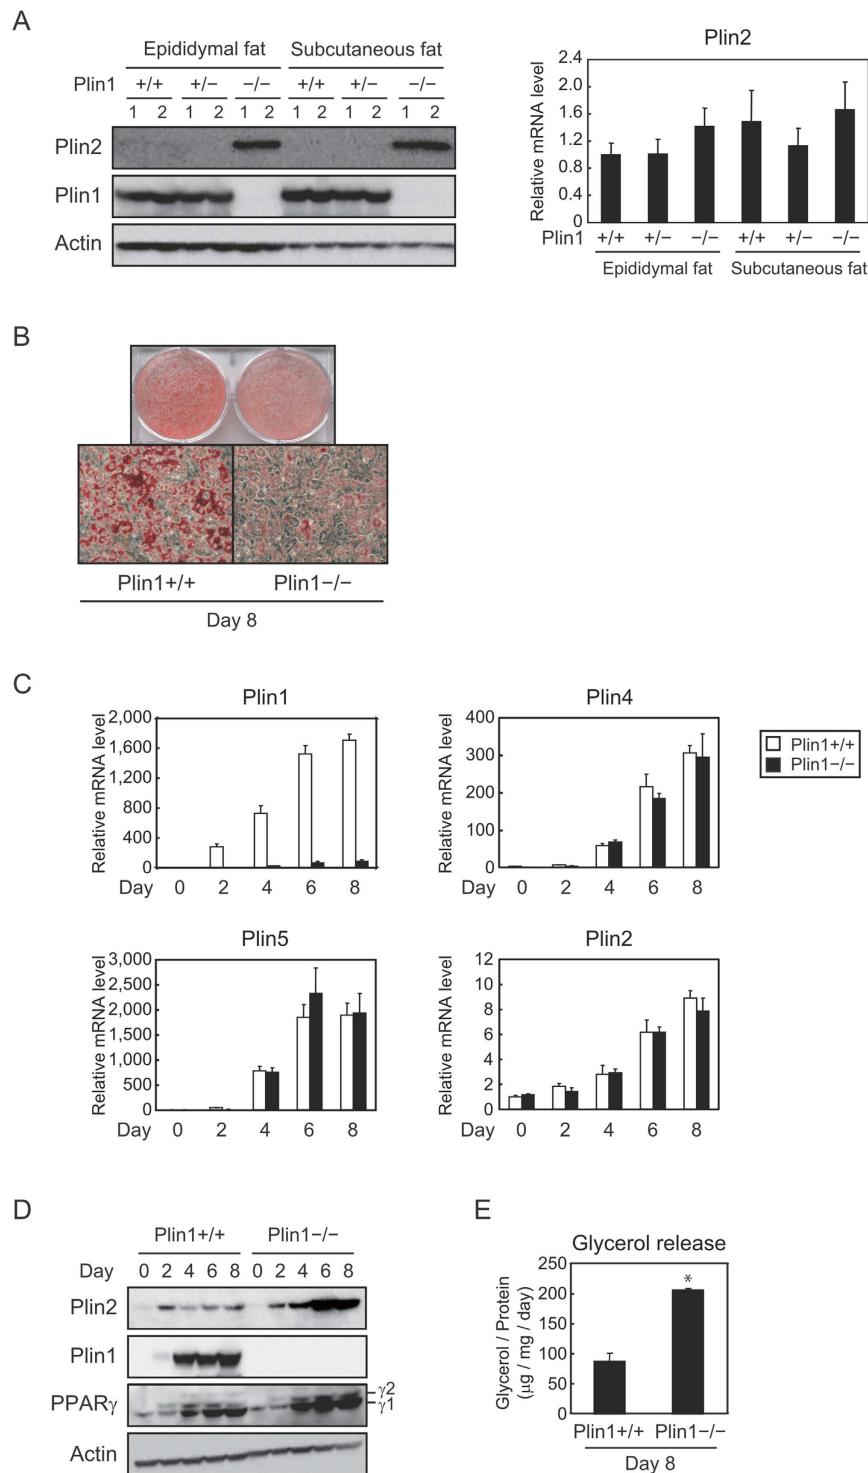 A
Epididymal fat Subcutaneous fat
Plin1 +/+ +/− −/− +/+ +/− −/−
1 2 1 2 1 2 1 2 1 2 1 2
Plin2
Plin1
Actin
Plin2
Relative mRNA level
2.4
2.0
1.6
1.2
0.8
0.4
0
Plin1 +/+ +/− −/− +/+ +/− −/−
Epididymal fat Subcutaneous fat
B
Plin1+/+ Plin1−/−
Day 8
C
Plin1
Relative mRNA level
2,000
1,600
1,200
800
400
0
Day 0 2 4 6 8
Plin4
Relative mRNA level
400
300
200
100
0
Day 0 2 4 6 8
Plin1+/+
Plin1−/−
Plin5
Relative mRNA level
3,000
2,500
2,000
1,500
1,000
500
0
Day 0 2 4 6 8
Plin2
Relative mRNA level
12
10
8
6
4
2
0
Day 0 2 4 6 8
D
Plin1+/+ Plin1−/−
Day 0 2 4 6 8 0 2 4 6 8
Plin2
Plin1
PPARγ
γ2
γ1
Actin
E
Glycerol release
Glycerol / Protein
(μg / mg / day)
250
200
150
100
50
0
*
Plin1+/+ Plin1−/−
Day 8